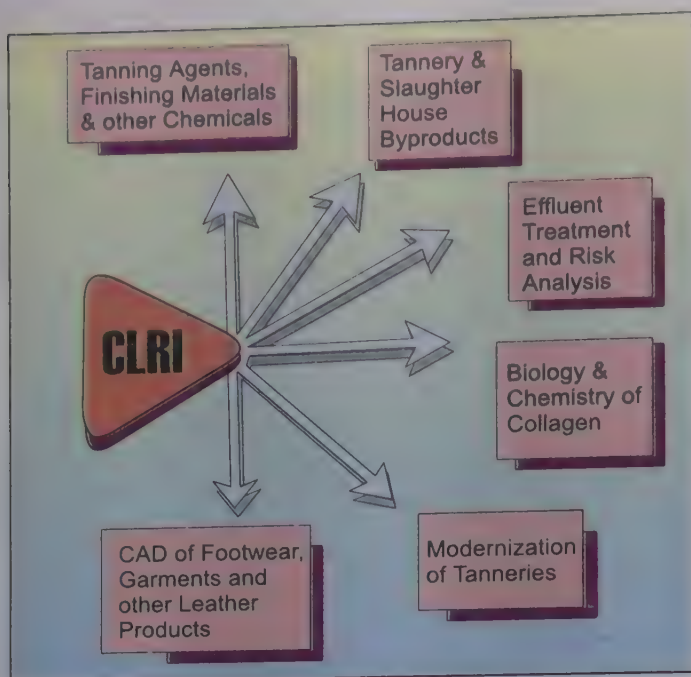 Tanning Agents,
Finishing Materials
& other Chemicals
Tannery &
Slaughter
House
Byproducts
Effluent
Treatment
and Risk
Analysis
CLRI
Biology &
Chemistry of
Collagen
CAD of Footwear,
Garments and
other Leather
Products
Modernization
of Tanneries